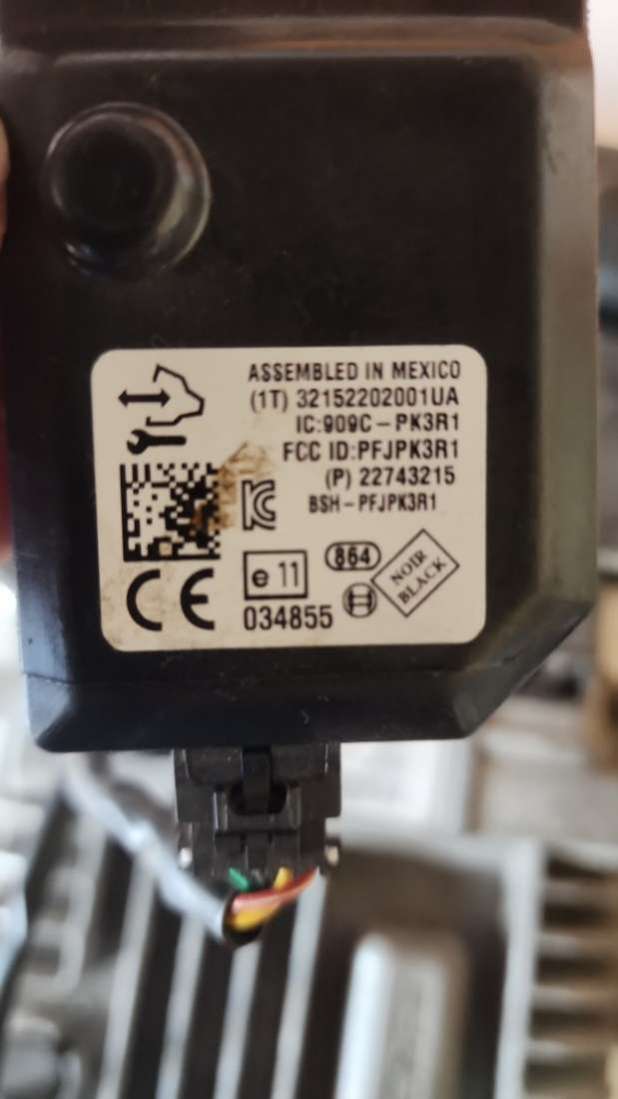 ASSEMBLED IN MEXICO
(1T) 32152202001UA
IC:909C-PK3R1
FCC ID:PFJPK3R1
(P) 22743215
BSH-PFJPK3R1
CE
e 11
034855
864
NOIR
BLACK